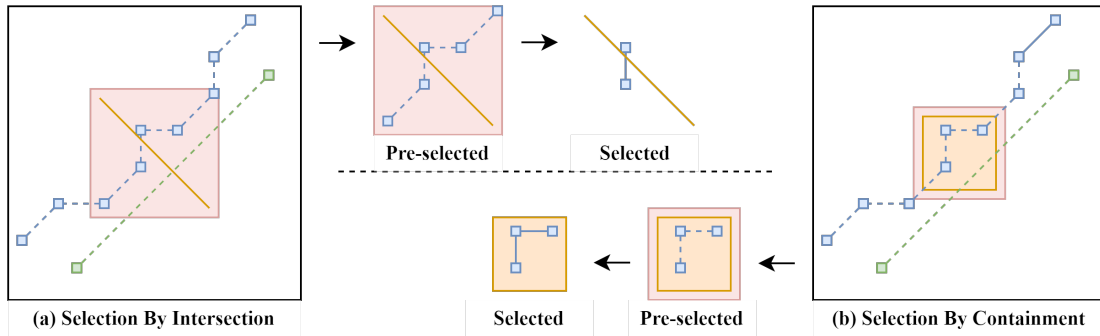 Pre-selected
Selected
Selected
Pre-selected
(a) Selection By Intersection
(b) Selection By Containment